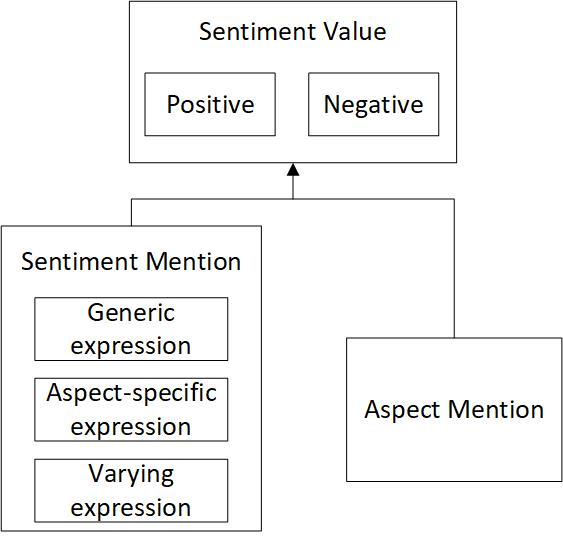 Sentiment Value
Positive
Negative
Sentiment Mention
Generic
expression
Aspect-specific
expression
Varying
expression
Aspect Mention